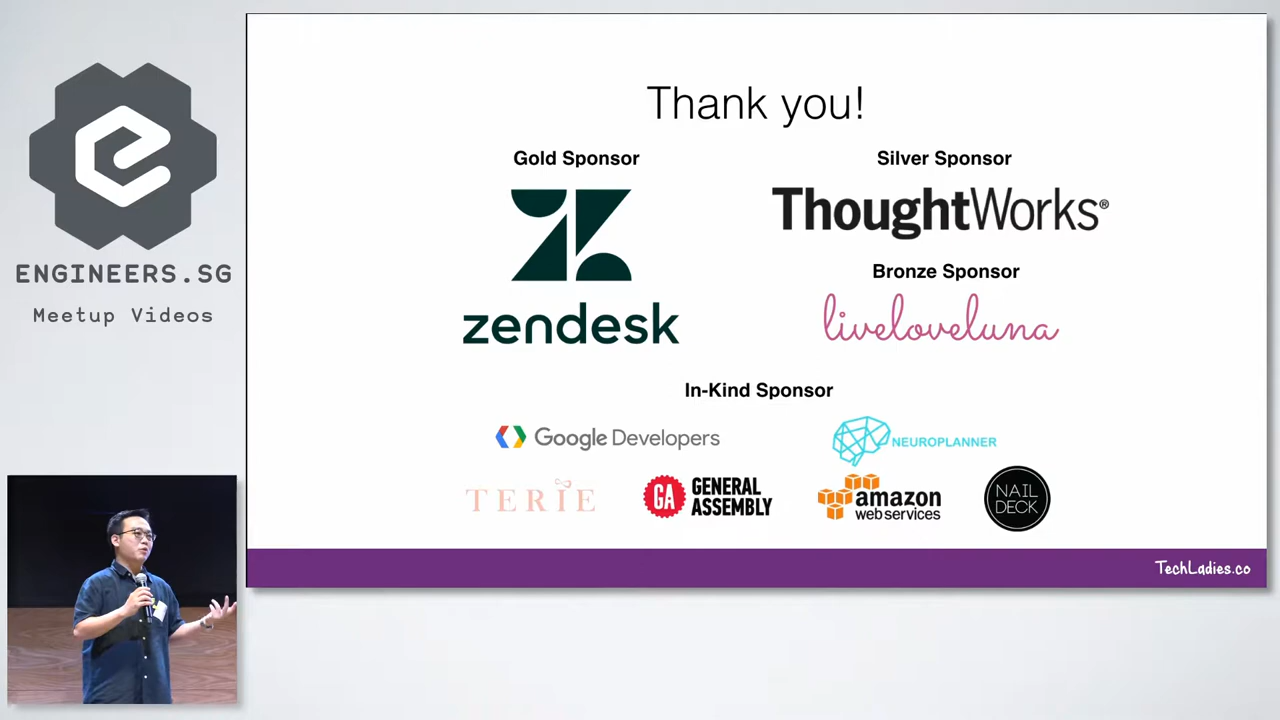 ENGINEERS.SG
Meetup Videos
Thank you!
Gold Sponsor
zendesk
Silver Sponsor
ThoughtWorks®
Bronze Sponsor
liveloveluna
In-Kind Sponsor
Google Developers
NEUROPLANNER
TERIE
GA GENERAL
ASSEMBLY
amazon
web services
NAIL
DECK
TechLadies.co